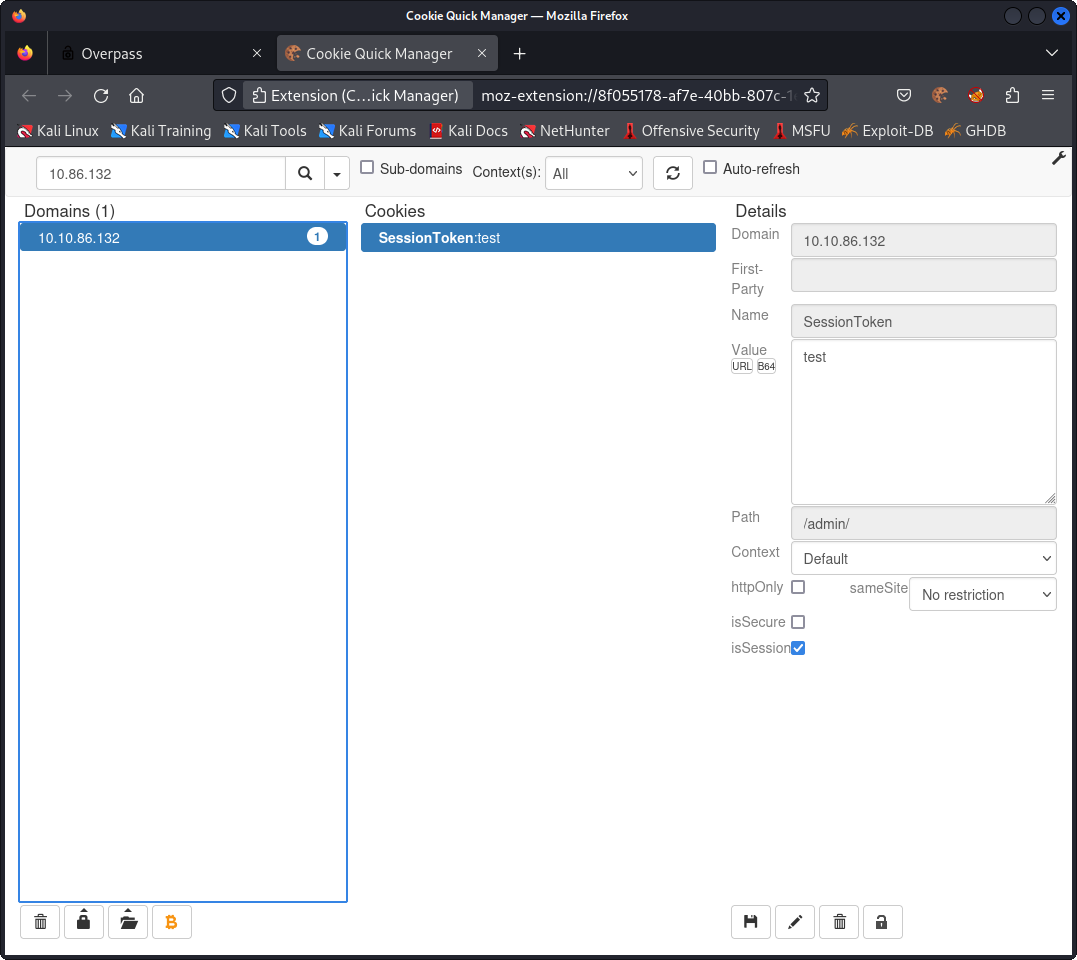 Cookie Quick Manager — Mozilla Firefox
Overpass
Cookie Quick Manager
Extension (C…ick Manager)
moz-extension://8f055178-af7e-40bb-807c-1
Kali Linux
Kali Training
Kali Tools
Kali Forums
Kali Docs
NetHunter
Offensive Security
MSFU
Exploit-DB
GHDB
10.86.132
Sub-domains
Context(s):
All
Auto-refresh
Domains (1)
10.10.86.132
1
Cookies
SessionToken:test
Details
Domain
10.10.86.132
First-
Party
Name
SessionToken
Value
URL B64
test
Path
/admin/
Context
Default
httpOnly
sameSite
No restriction
isSecure
isSession